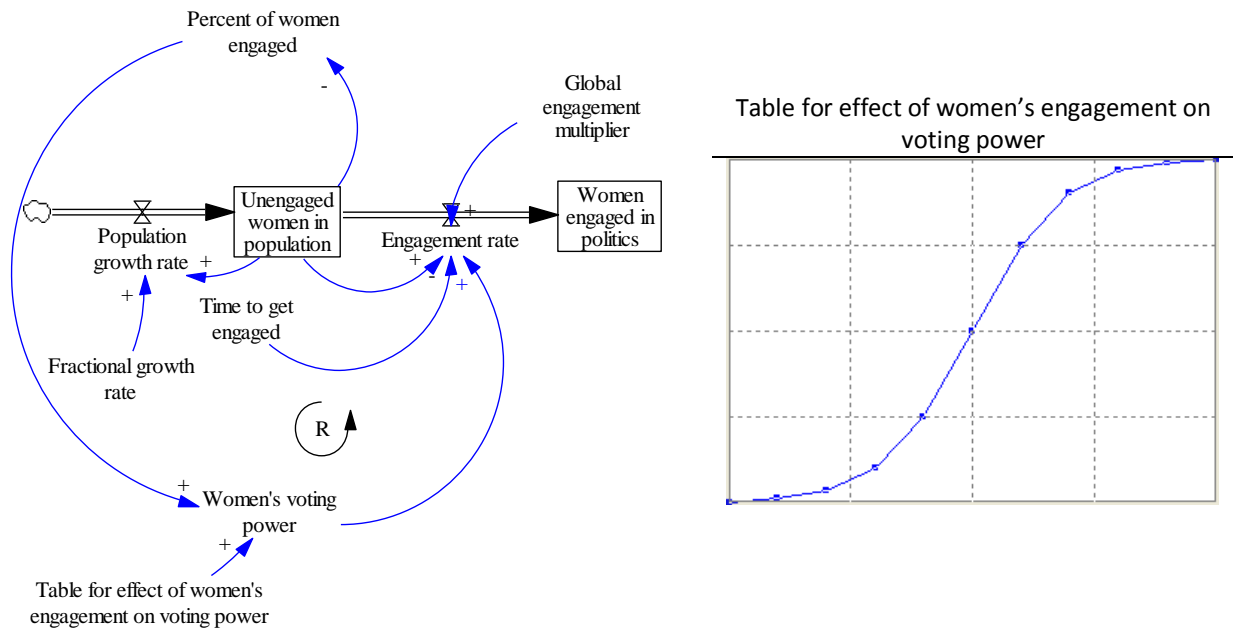 Percent of women
engaged
-
Global
engagement
multiplier
Unengaged
women in
population
+
Women
engaged in
politics
Population
growth rate
+
Engagement rate
+
-
+
+
Time to get
engaged
Fractional growth
rate
R
+
Women's voting
power
+
Table for effect of women's
engagement on voting power
Table for effect of women’s engagement on
voting power